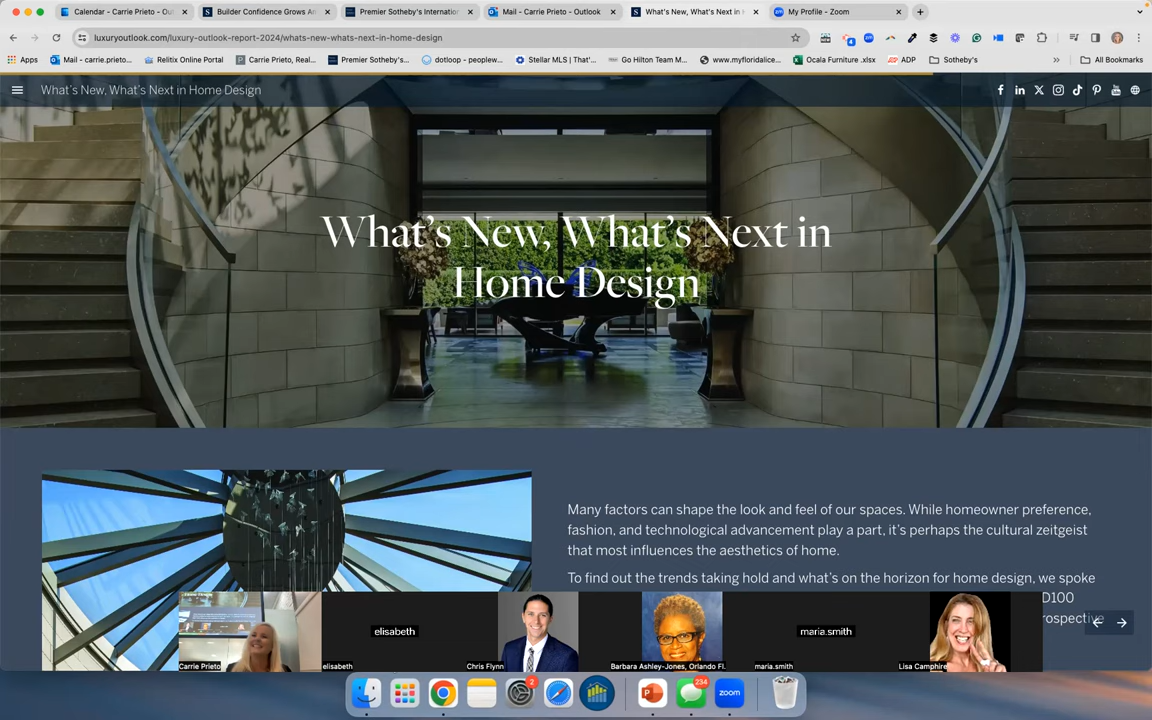 Calendar - Carrie Prieto - Out
Builder Confidence Grows An
Premier Sotheby's Internation
Mail - Carrie Prieto - Outlook
What's New, What's Next in H
My Profile - Zoom
luxuryoutlook.com/luxury-outlook-report-2024/whats-new-whats-next-in-home-design
Apps
Mail - carrie.prieto...
Relitix Online Portal
Carrie Prieto, Real...
Premier Sotheby's...
dotloop - peoplew...
Stellar MLS | That'...
Go Hilton Team M...
www.myfloridalice...
Ocala Furniture .xlsx
ADP
Sotheby's
All Bookmarks
What's New, What's Next in Home Design
What's New, What's Next in
Home Design
Many factors can shape the look and feel of our spaces. While homeowner preference,
fashion, and technological advancement play a part, it's perhaps the cultural zeitgeist
that most influences the aesthetics of home.
To find out the trends taking hold and what's on the horizon for home design, we spoke
D100
rospective
elisabeth
maria.smith
Carrie Prieto
elisabeth
Chris Flynn
Barbara Ashley-Jones, Orlando Fl.
maria.smith
Lisa Camphire
2
234
zoom